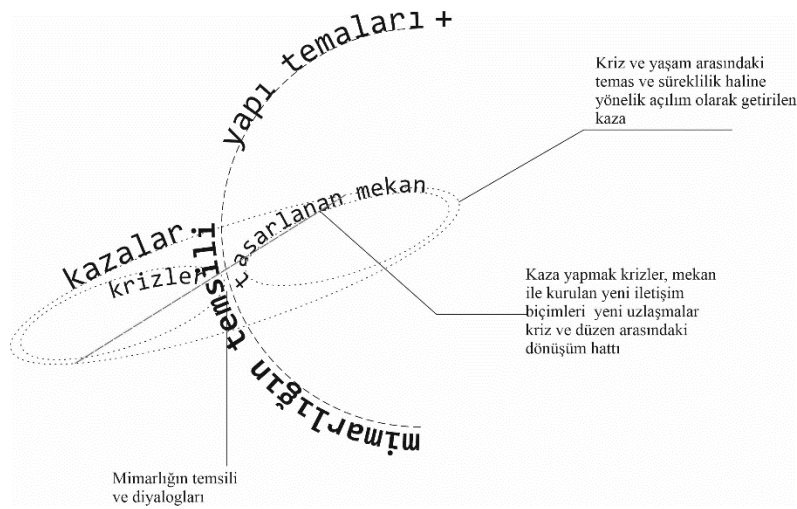 yapı temaları +
Kriz ve yaşam arasındaki
temas ve süreklilik haline
yönelik açılım olarak getirilen
kaza
tasarlanan mekan
kazalar
krizler
mimarlığın temsili
Kaza yapmak krizler, mekan
ile kurulan yeni iletişim
biçimleri yeni uzlaşmalar
kriz ve düzen arasındaki
dönüşüm hattı
Mimarlığın temsili
ve diyalogları